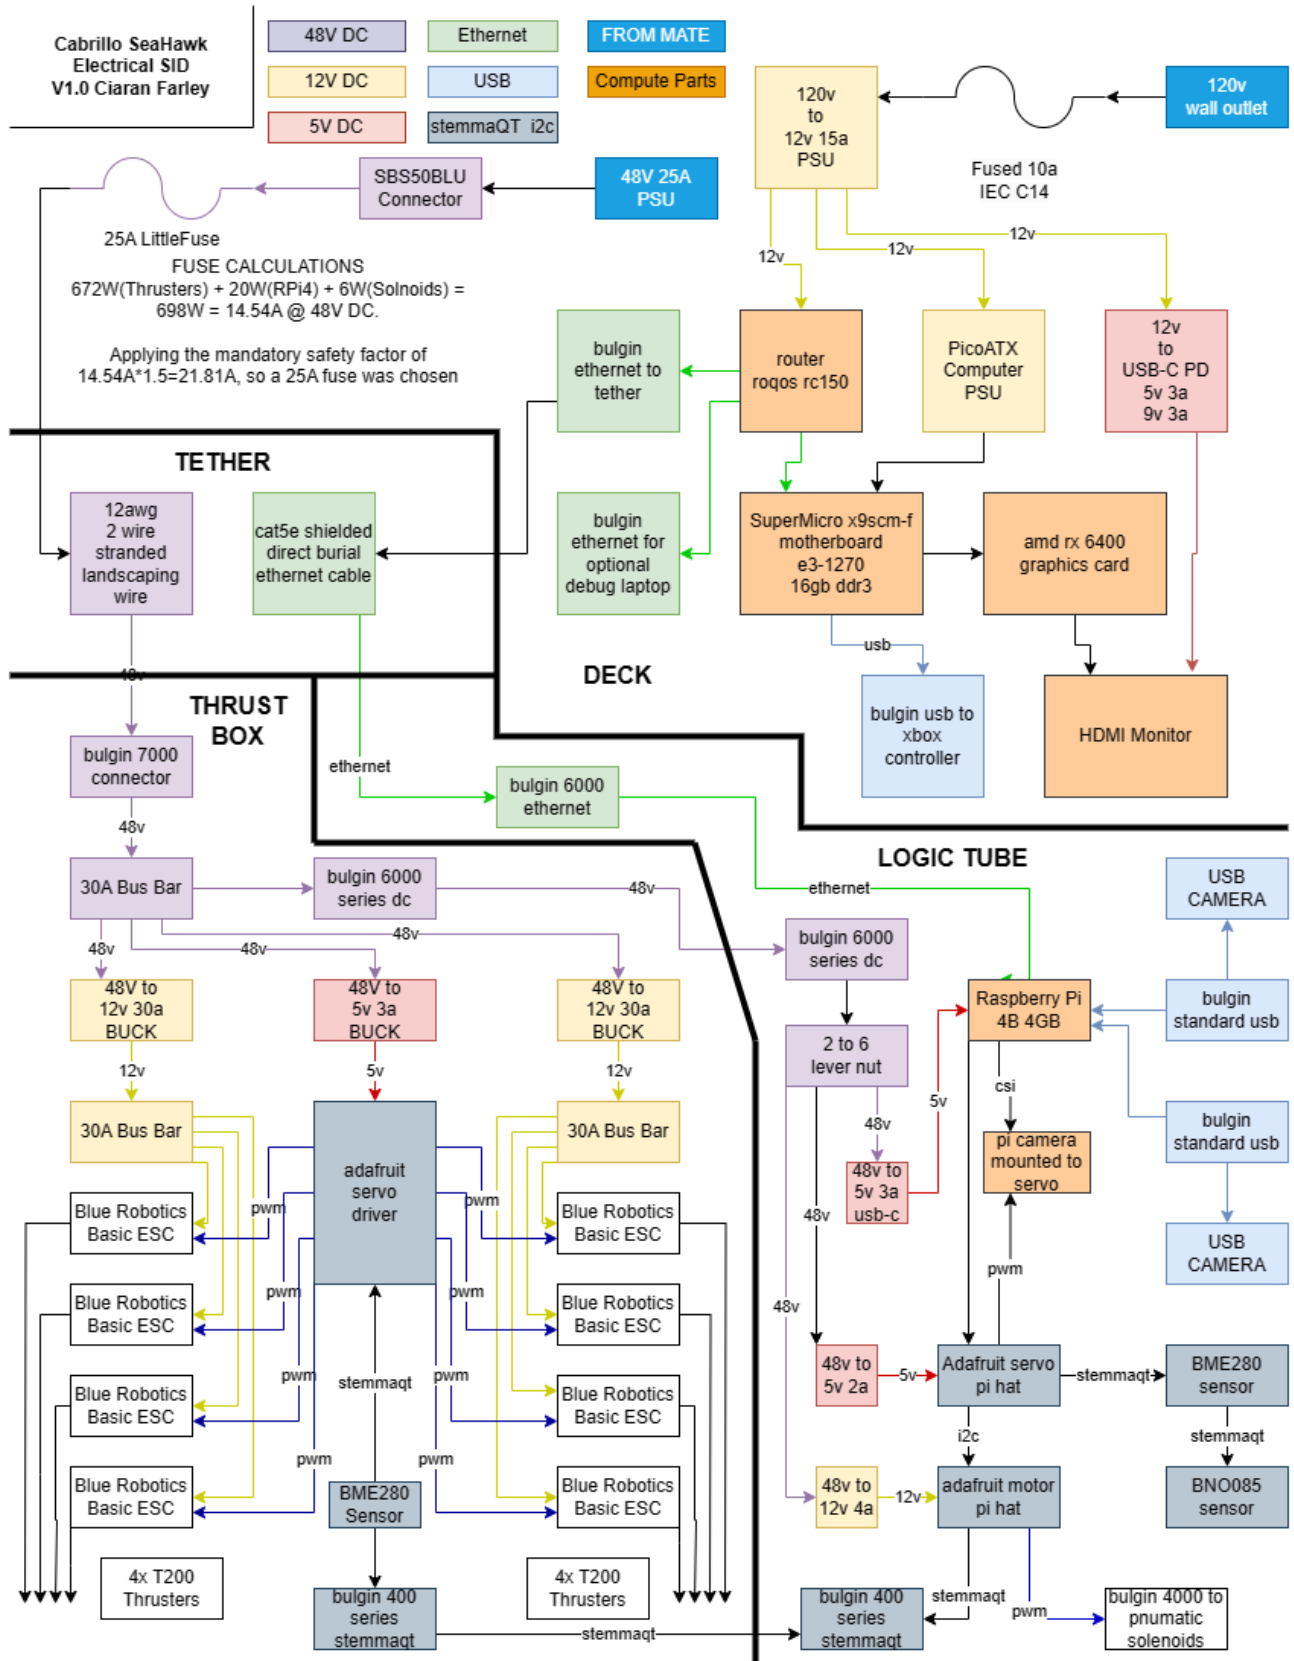 Cabrillo SeaHawk
Electrical SID
V1.0 Ciaran Farley
48V DC
Ethernet
FROM MATE
12V DC
USB
Compute Parts
5V DC
stemmaQT i2c
120v
to
12v 15a
PSU
120v
wall outlet
Fused 10a
IEC C14
SBS50BLU
Connector
48V 25A
PSU
25A LittleFuse
FUSE CALCULATIONS
672W(Thrusters) + 20W(RPi4) + 6W(Solnoids) =
698W = 14.54A @ 48V DC.
Applying the mandatory safety factor of
14.54A*1.5=21.81A, so a 25A fuse was chosen
12v
12v
12v
bulgin
ethernet to
tether
router
roqos rc150
PicoATX
Computer
PSU
12v
to
USB-C PD
5v 3a
9v 3a
TETHER
12awg
2 wire
stranded
landscaping
wire
cat5e shielded
direct burial
ethernet cable
bulgin
ethernet for
optional
debug laptop
SuperMicro x9scm-f
motherboard
e3-1270
16gb ddr3
amd rx 6400
graphics card
usb
DECK
48v
bulgin usb to
xbox
controller
HDMI Monitor
THRUST
BOX
bulgin 7000
connector
ethernet
bulgin 6000
ethernet
48v
LOGIC TUBE
30A Bus Bar
bulgin 6000
series dc
48v
ethernet
USB
CAMERA
48v
48v
48v
bulgin 6000
series dc
48V to
12v 30a
BUCK
48V to
5v 3a
BUCK
48V to
12v 30a
BUCK
Raspberry Pi
4B 4GB
bulgin
standard usb
2 to 6
lever nut
12v
5v
12v
csi
5v
48v
30A Bus Bar
adafruit
servo
driver
30A Bus Bar
pi camera
mounted to
servo
bulgin
standard usb
48v to
5v 3a
usb-c
Blue Robotics
Basic ESC
pwm
pwm
Blue Robotics
Basic ESC
48v
USB
CAMERA
pwm
Blue Robotics
Basic ESC
pwm
pwm
Blue Robotics
Basic ESC
48v
Blue Robotics
Basic ESC
pwm
stemmaqt
pwm
Blue Robotics
Basic ESC
48v to
5v 2a
5v
Adafruit servo
pi hat
stemmaqt
BME280
sensor
i2c
stemmaqt
Blue Robotics
Basic ESC
pwm
BME280
Sensor
pwm
Blue Robotics
Basic ESC
48v to
12v 4a
12v
adafruit motor
pi hat
BNO085
sensor
4x T200
Thrusters
4x T200
Thrusters
bulgin 400
series
stemmaqt
stemmaqt
bulgin 400
series
stemmaqt
stemmaqt
pwm
bulgin 4000 to
pnumatic
solenoids